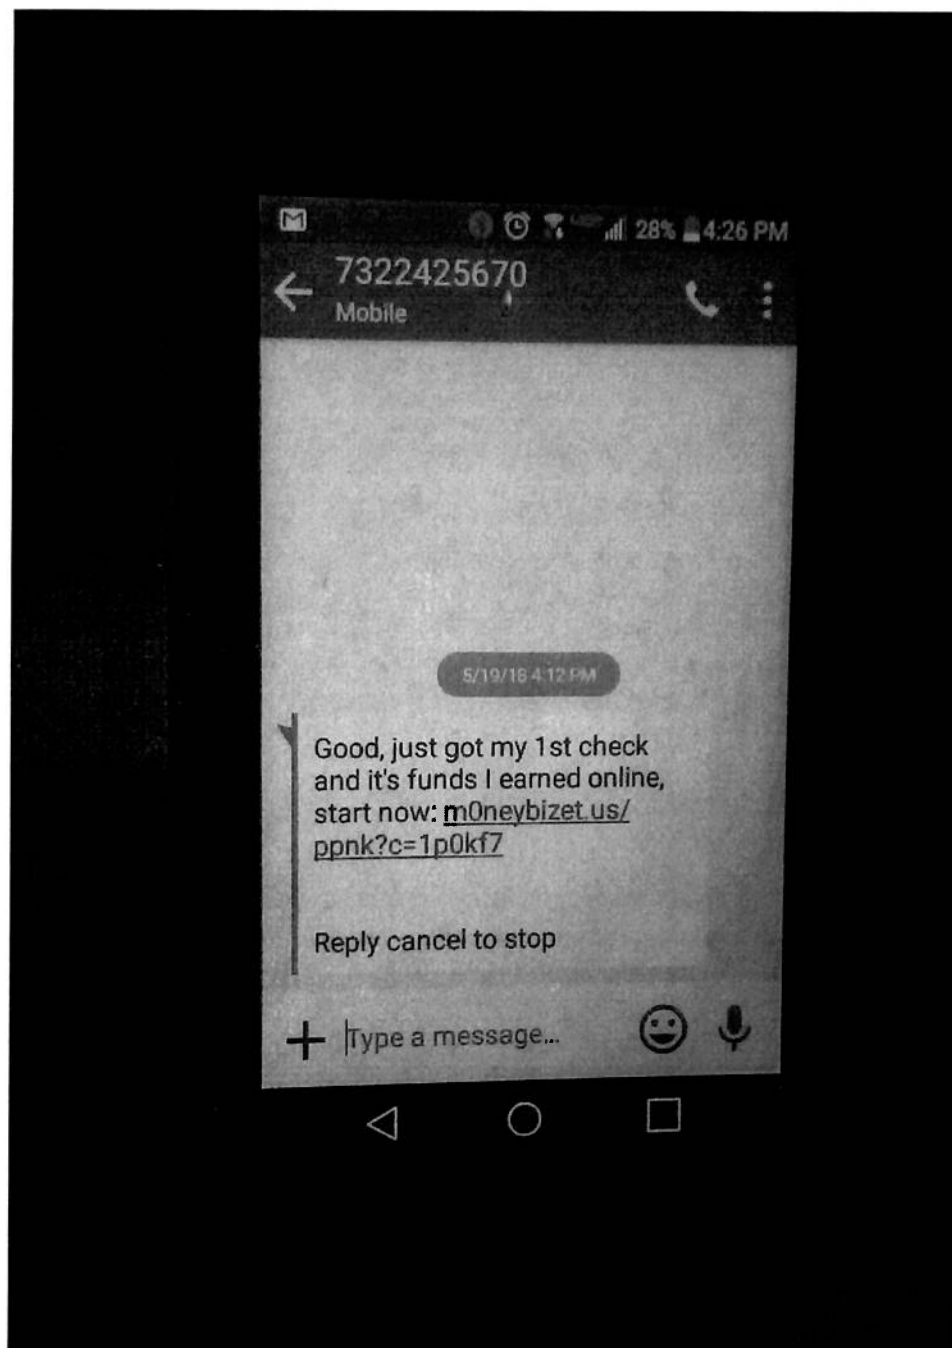 28% 4:26 PM
7322425670
Mobile
5/19/18 4:12 PM
Good, just got my 1st check
and it's funds I earned online,
start now: m0neybizet.us/
ppnk?c=1p0kf7
Reply cancel to stop
Type a message...